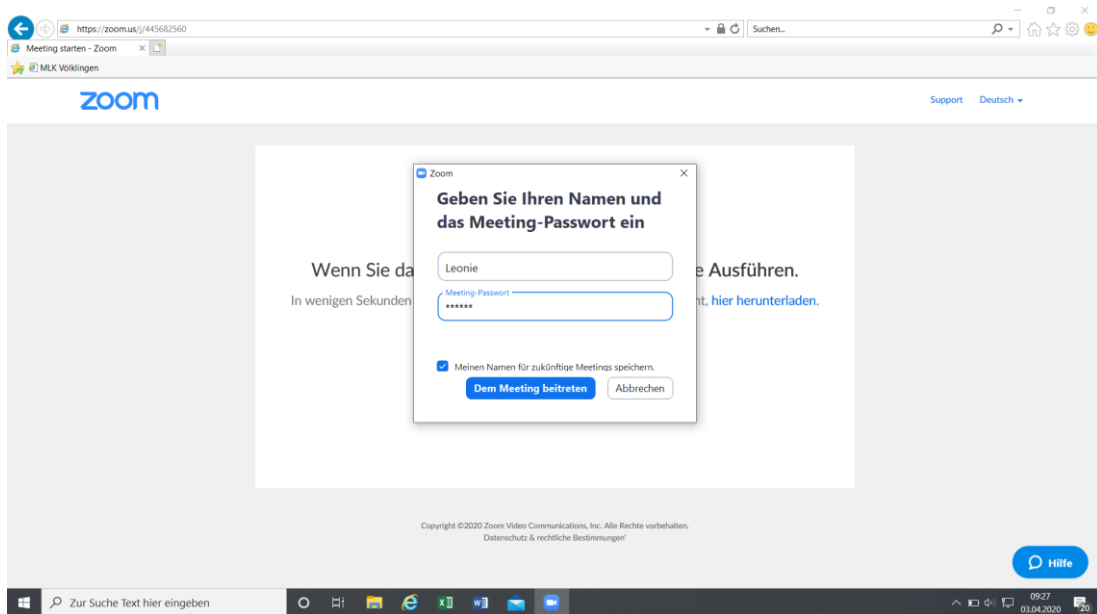 https://zoom.us/j/445682560
Suchen...
Meeting starten - Zoom
MLK Völklingen
zoom
Support Deutsch
Zoom
Geben Sie Ihren Namen und
das Meeting-Passwort ein
Wenn Sie da
e Ausführen.
Leonie
In wenigen Sekunden
ht, hier herunterladen.
Meeting-Passwort
******
Meinen Namen für zukünftige Meetings speichern.
Dem Meeting beitreten
Abbrechen
Copyright ©2020 Zoom Video Communications, Inc. Alle Rechte vorbehalten.
Datenschutz & rechtliche Bestimmungen'
Hilfe
Zur Suche Text hier eingeben
09:27
03.04.2020
20